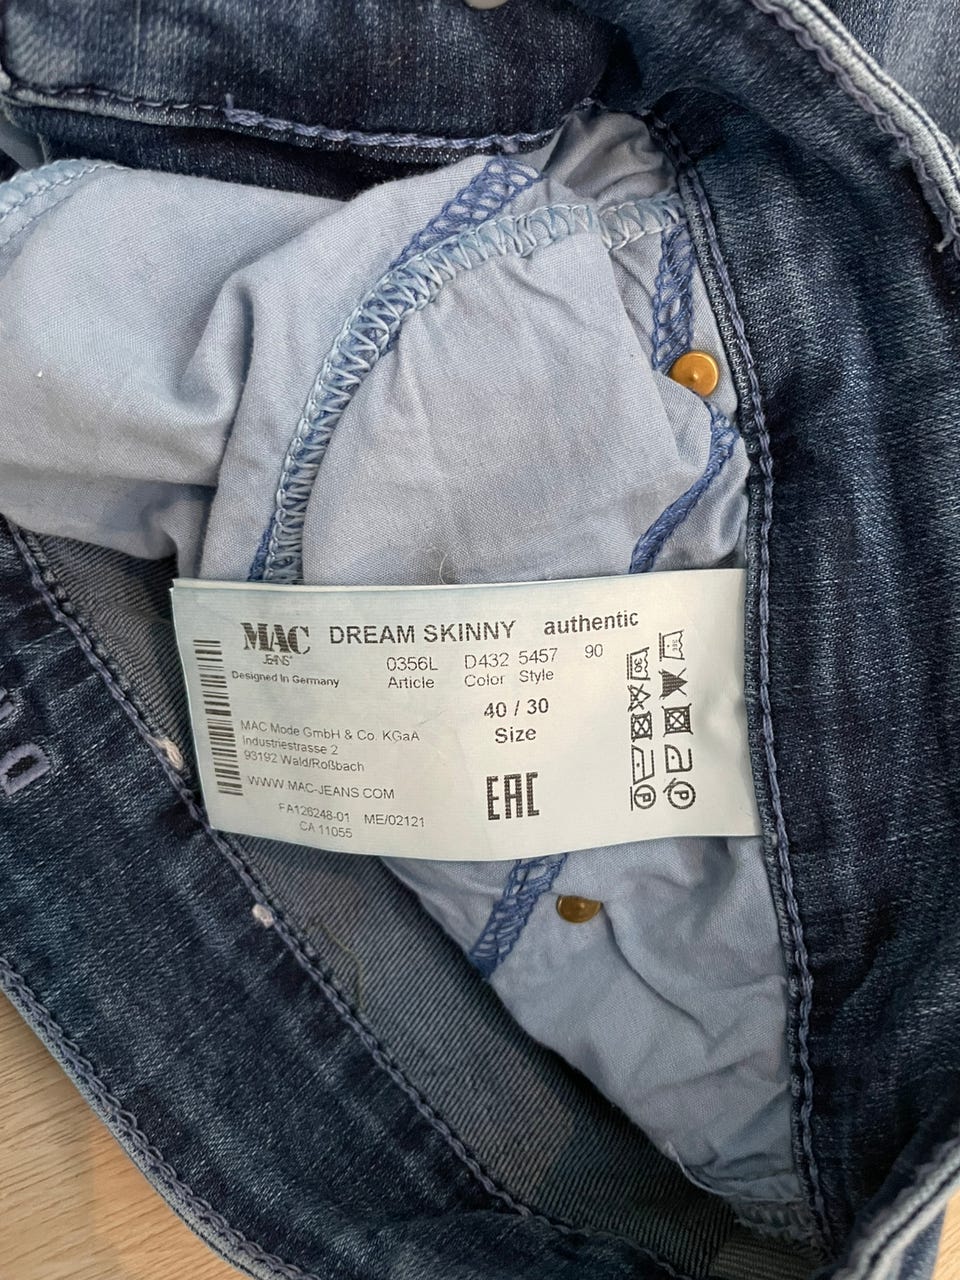 MAC
JEANS
Designed In Germany
DREAM SKINNY authentic
0356L D432 5457 90
Article Color Style
40 / 30
Size
MAC Mode GmbH & Co. KGaA
Industriestrasse 2
93192 Wald/Roßbach
WWW.MAC-JEANS.COM
FA126248-01 ME/02121
CA 11055
EAC
30
P
P